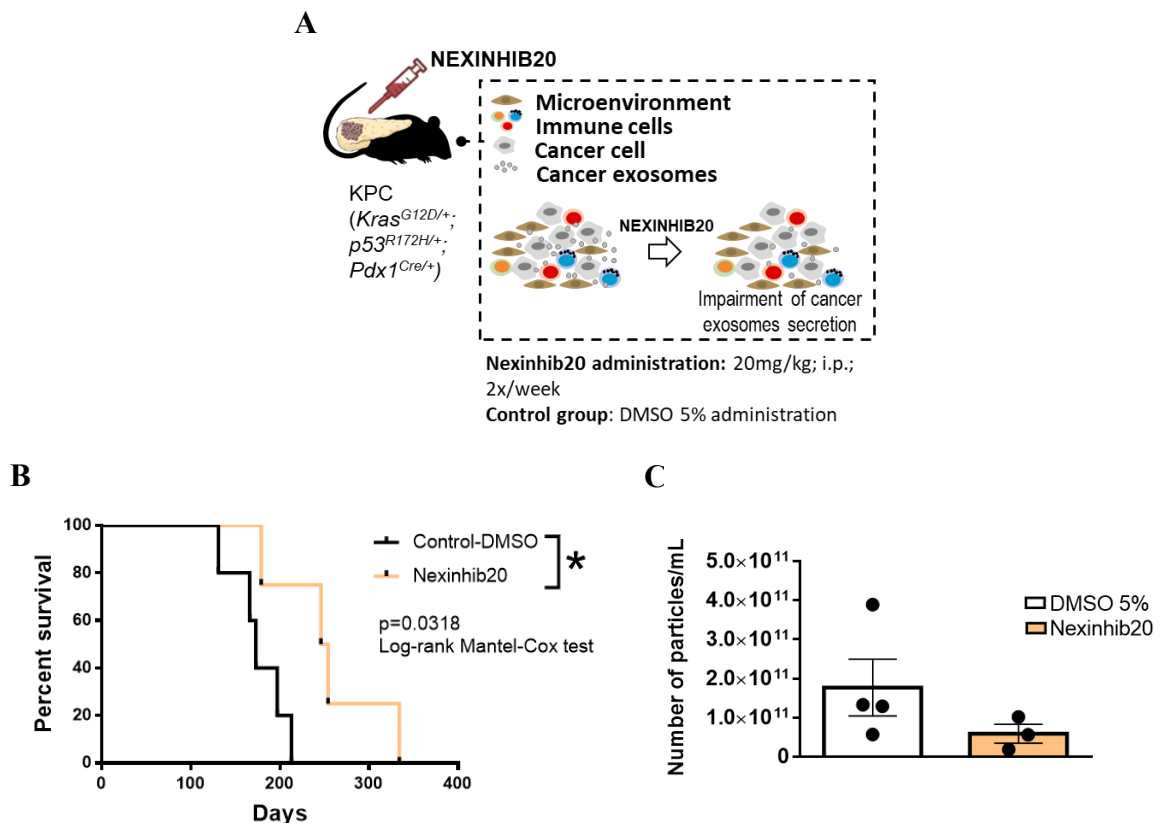 A
NEXINHIB20
Microenvironment
Immune cells
Cancer cell
Cancer exosomes
KPC
(Kras^G12D/+;
p53^R172H/+;
Pdx1^Cre/+)
NEXINHIB20
Impairment of cancer
exosomes secretion
Nexinhib20 administration: 20mg/kg; i.p.;
2x/week
Control group: DMSO 5% administration
B
Percent survival
100
80
60
40
20
0
0 100 200 300 400
Days
Control-DMSO
Nexinhib20
*
p=0.0318
Log-rank Mantel-Cox test
C
Number of particles/mL
5.0×10^11
4.0×10^11
3.0×10^11
2.0×10^11
1.0×10^11
0
DMSO 5%
Nexinhib20